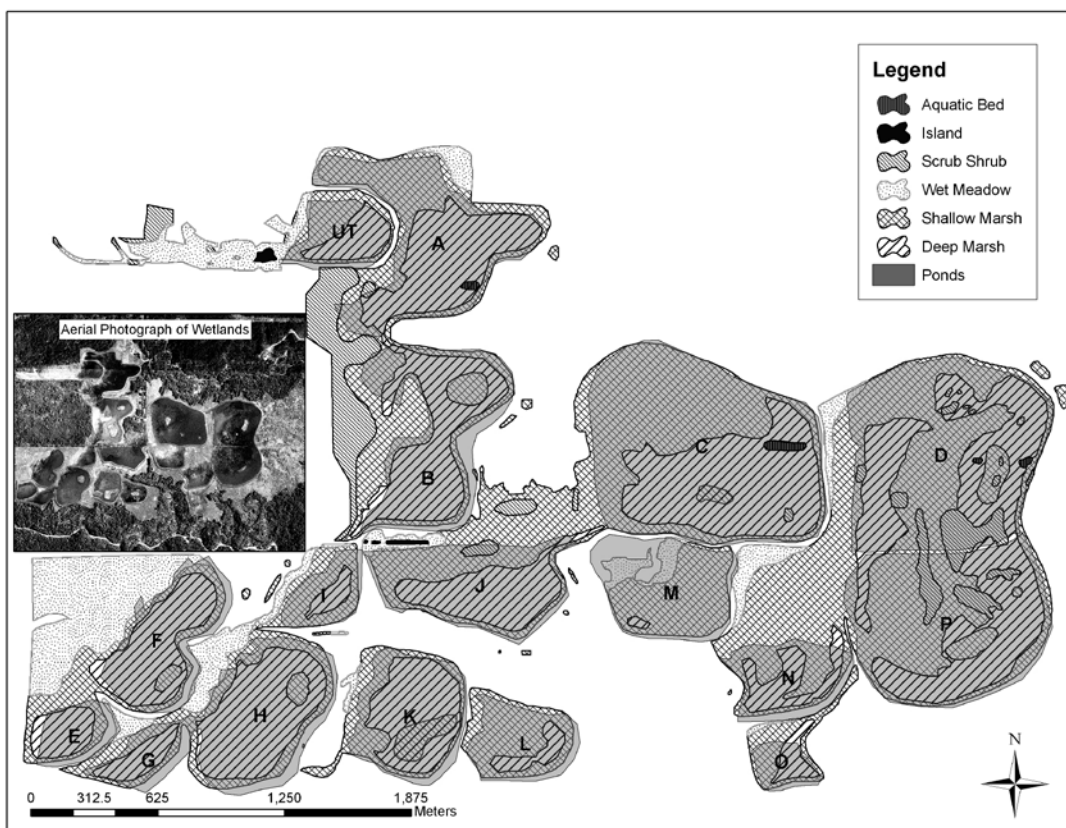 Legend
Aquatic Bed
Island
Scrub Shrub
Wet Meadow
Shallow Marsh
Deep Marsh
Ponds
UT
A
Aerial Photograph of Wetlands
B
C
D
F
I
J
M
P
E
G
H
K
L
N
O
N
0 312.5 625 1,250 1,875
Meters